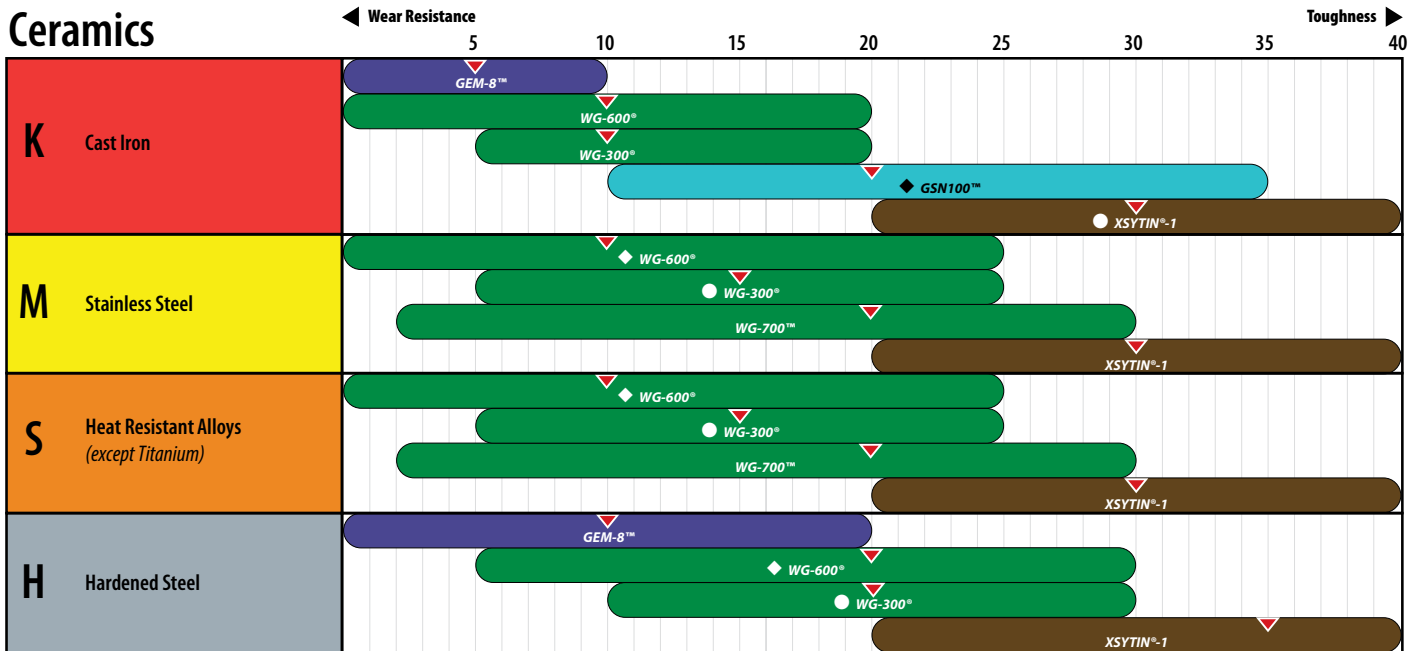 Ceramics
Wear Resistance
Toughness
5 10 15 20 25 30 35 40
K Cast Iron
GEM-8™
WG-600®
WG-300®
GSN100™
XSYTIN®-1
M Stainless Steel
WG-600®
WG-300®
WG-700™
XSYTIN®-1
S Heat Resistant Alloys
(except Titanium)
WG-600®
WG-300®
WG-700™
XSYTIN®-1
H Hardened Steel
GEM-8™
WG-600®
WG-300®
XSYTIN®-1